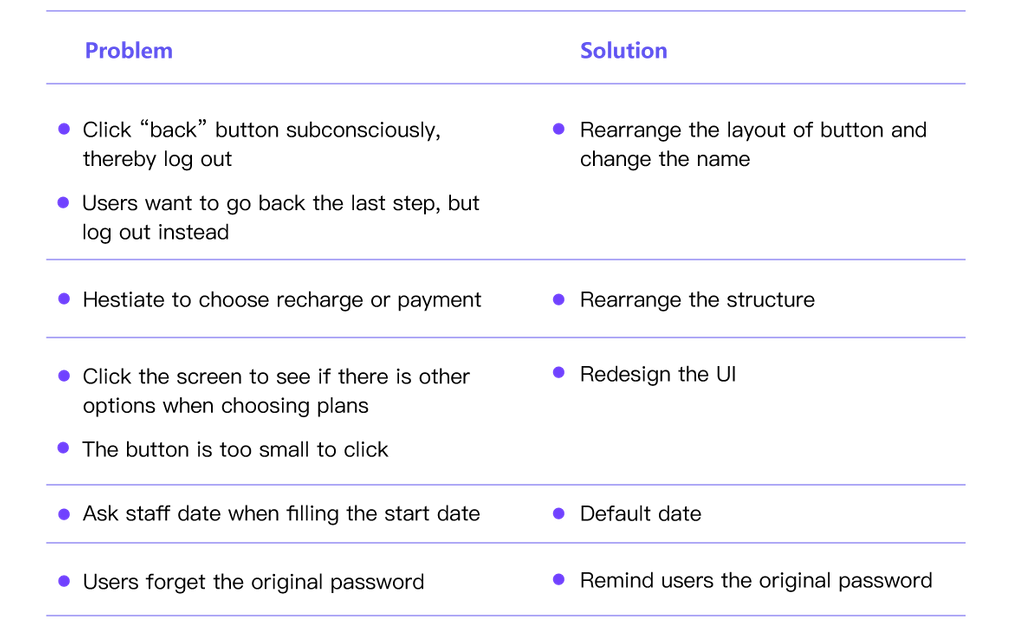 Problem
Solution
Click “back” button subconsciously,
thereby log out
Users want to go back the last step, but
log out instead
Rearrange the layout of button and
change the name
Hestiate to choose recharge or payment
Rearrange the structure
Click the screen to see if there is other
options when choosing plans
The button is too small to click
Redesign the UI
Ask staff date when filling the start date
Default date
Users forget the original password
Remind users the original password